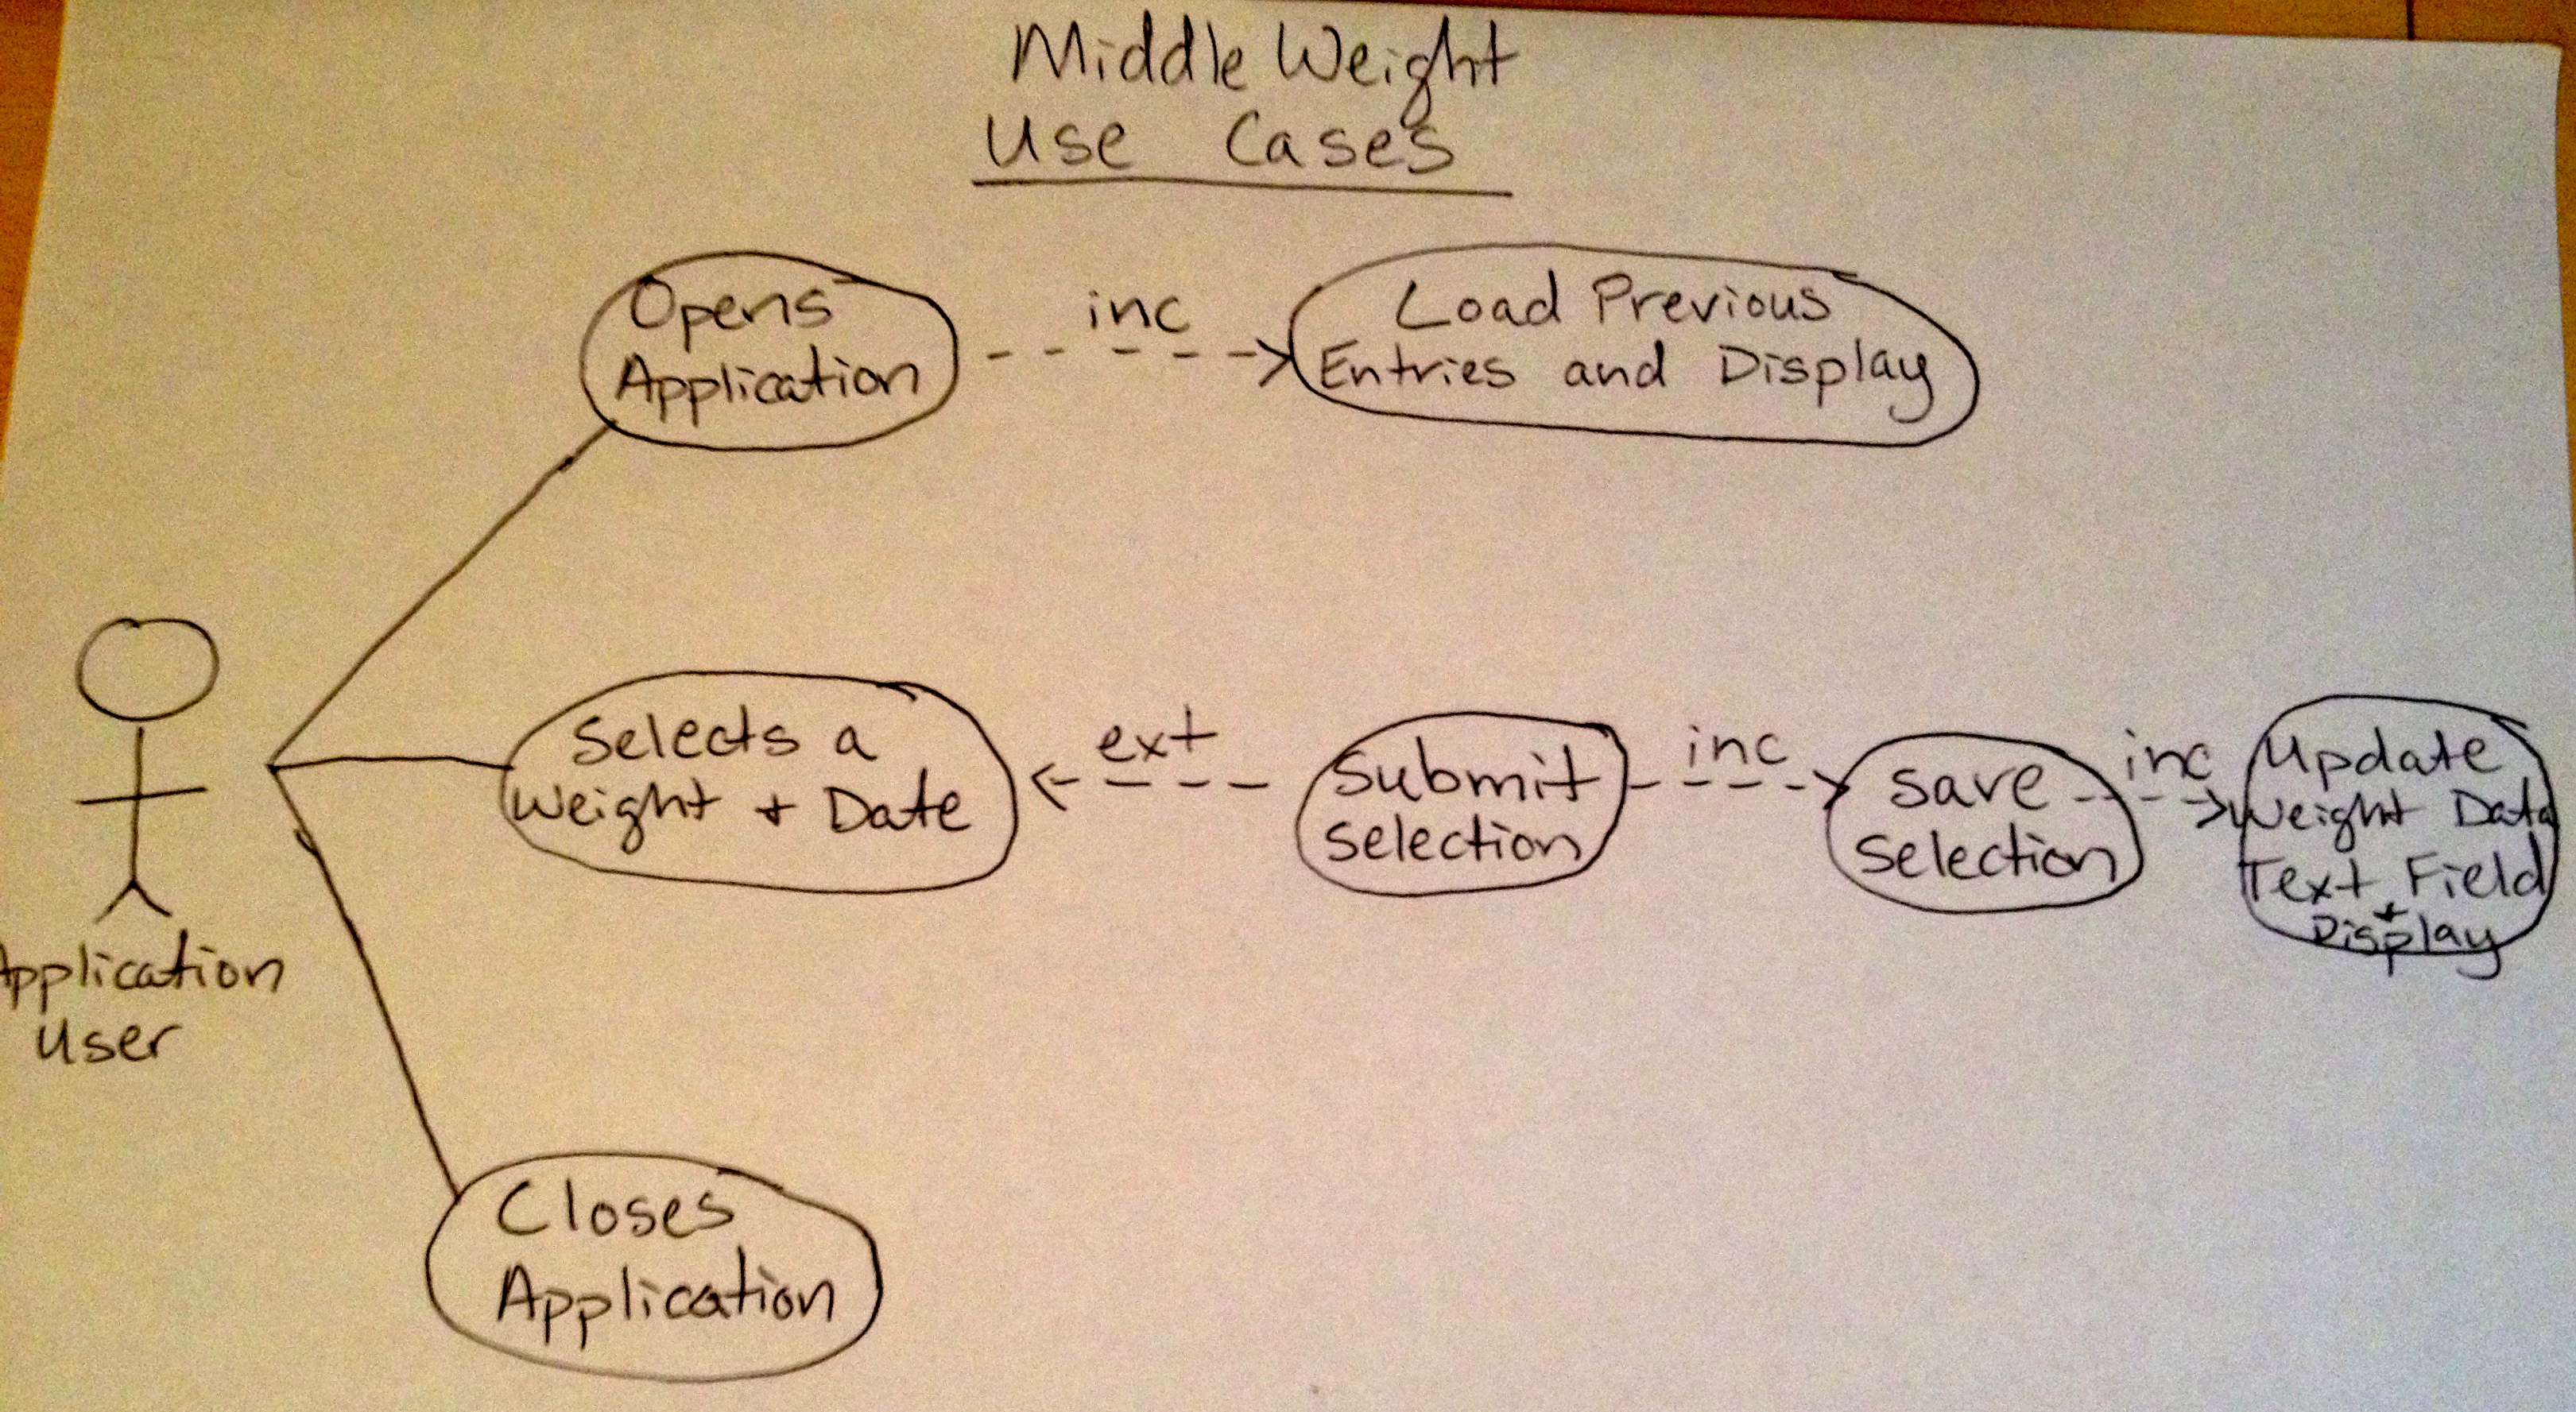 Middle Weight
Use Cases
Opens
Application
inc
Load Previous
Entries and Display
Selects a
Weight + Date
ext
Submit
Selection
inc
Save
Selection
inc
Update
Weight Data
Text Field
+
Display
Application
User
Closes
Application